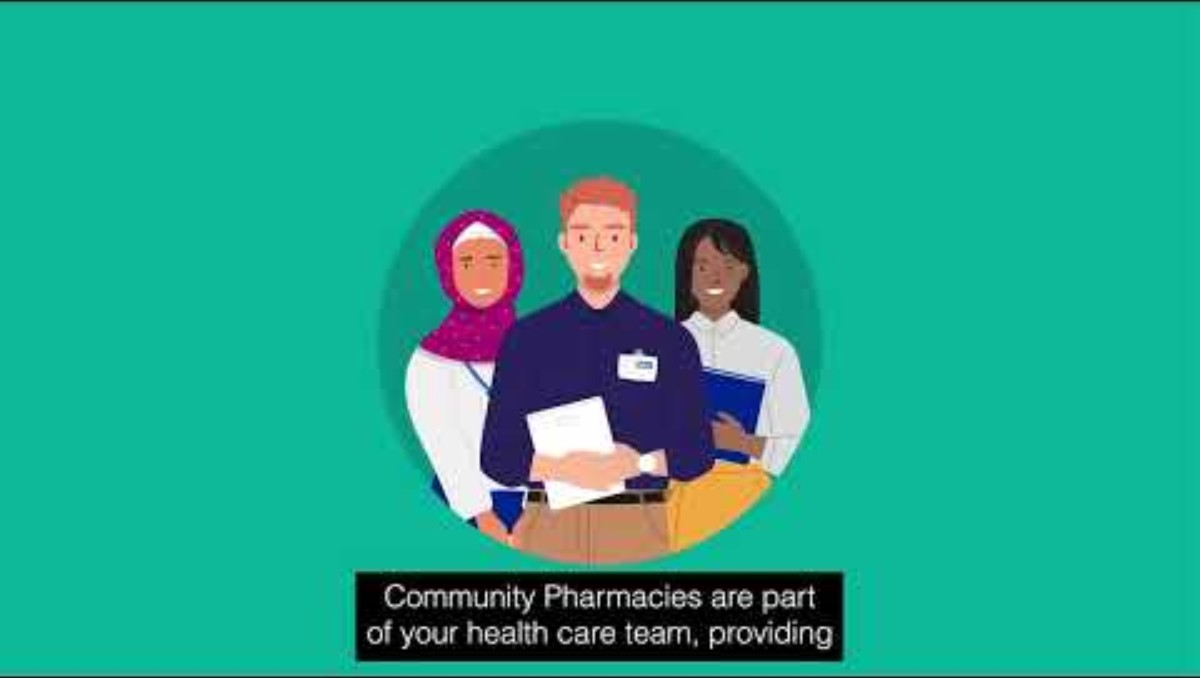 Community Pharmacies are part
of your health care team, providing